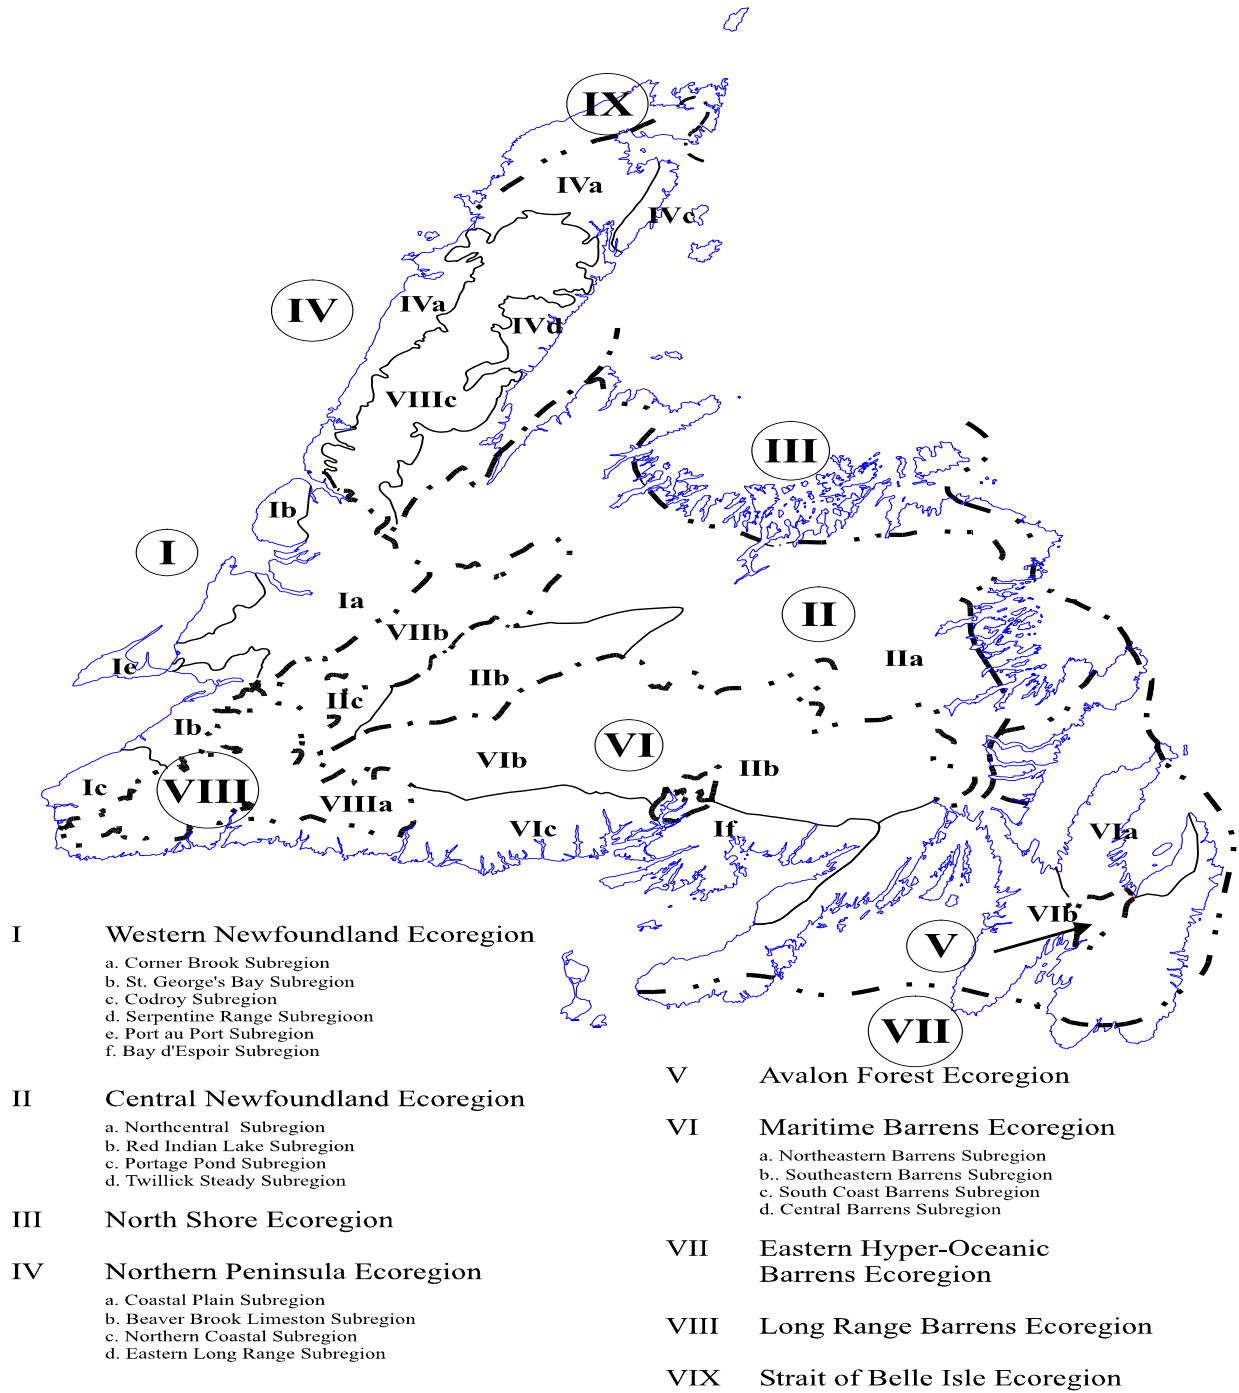 IX
IVa
IVc
IV
IVa
IVd
VIIIc
III
Ib
I
Ia
II
VIIb
IIa
Ie
IIb
IIc
Ib
VI
VIb
IIb
Ic
VIII
VIIIa
VIc
If
VIa
VIb
V
VII
I Western Newfoundland Ecoregion
a. Corner Brook Subregion
b. St. George's Bay Subregion
c. Codroy Subregion
d. Serpentine Range Subregioon
e. Port au Port Subregion
f. Bay d'Espoir Subregion
II Central Newfoundland Ecoregion
a. Northcentral Subregion
b. Red Indian Lake Subregion
c. Portage Pond Subregion
d. Twillick Steady Subregion
III North Shore Ecoregion
IV Northern Peninsula Ecoregion
a. Coastal Plain Subregion
b. Beaver Brook Limeston Subregion
c. Northern Coastal Subregion
d. Eastern Long Range Subregion
V Avalon Forest Ecoregion
VI Maritime Barrens Ecoregion
a. Northeastern Barrens Subregion
b.. Southeastern Barrens Subregion
c. South Coast Barrens Subregion
d. Central Barrens Subregion
VII Eastern Hyper-Oceanic
Barrens Ecoregion
VIII Long Range Barrens Ecoregion
VIX Strait of Belle Isle Ecoregion